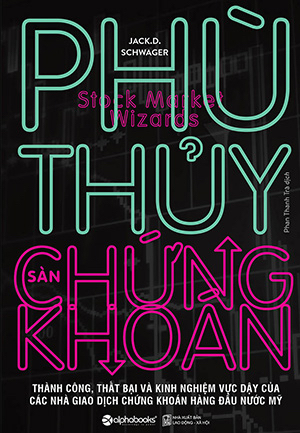 JACK.D.
SCHWAGER
PHÙ
Stock Market
Wizards
THỦY
Phan Thanh Trà dịch
SÀN
CHỨNG
KHOÁN
THÀNH CÔNG, THẤT BẠI VÀ KINH NGHIỆM VỰC DẬY CỦA
CÁC NHÀ GIAO DỊCH CHỨNG KHOÁN HÀNG ĐẦU NƯỚC MỸ
alphabooks
NHÀ XUẤT BẢN
LAO ĐỘNG - XÃ HỘI